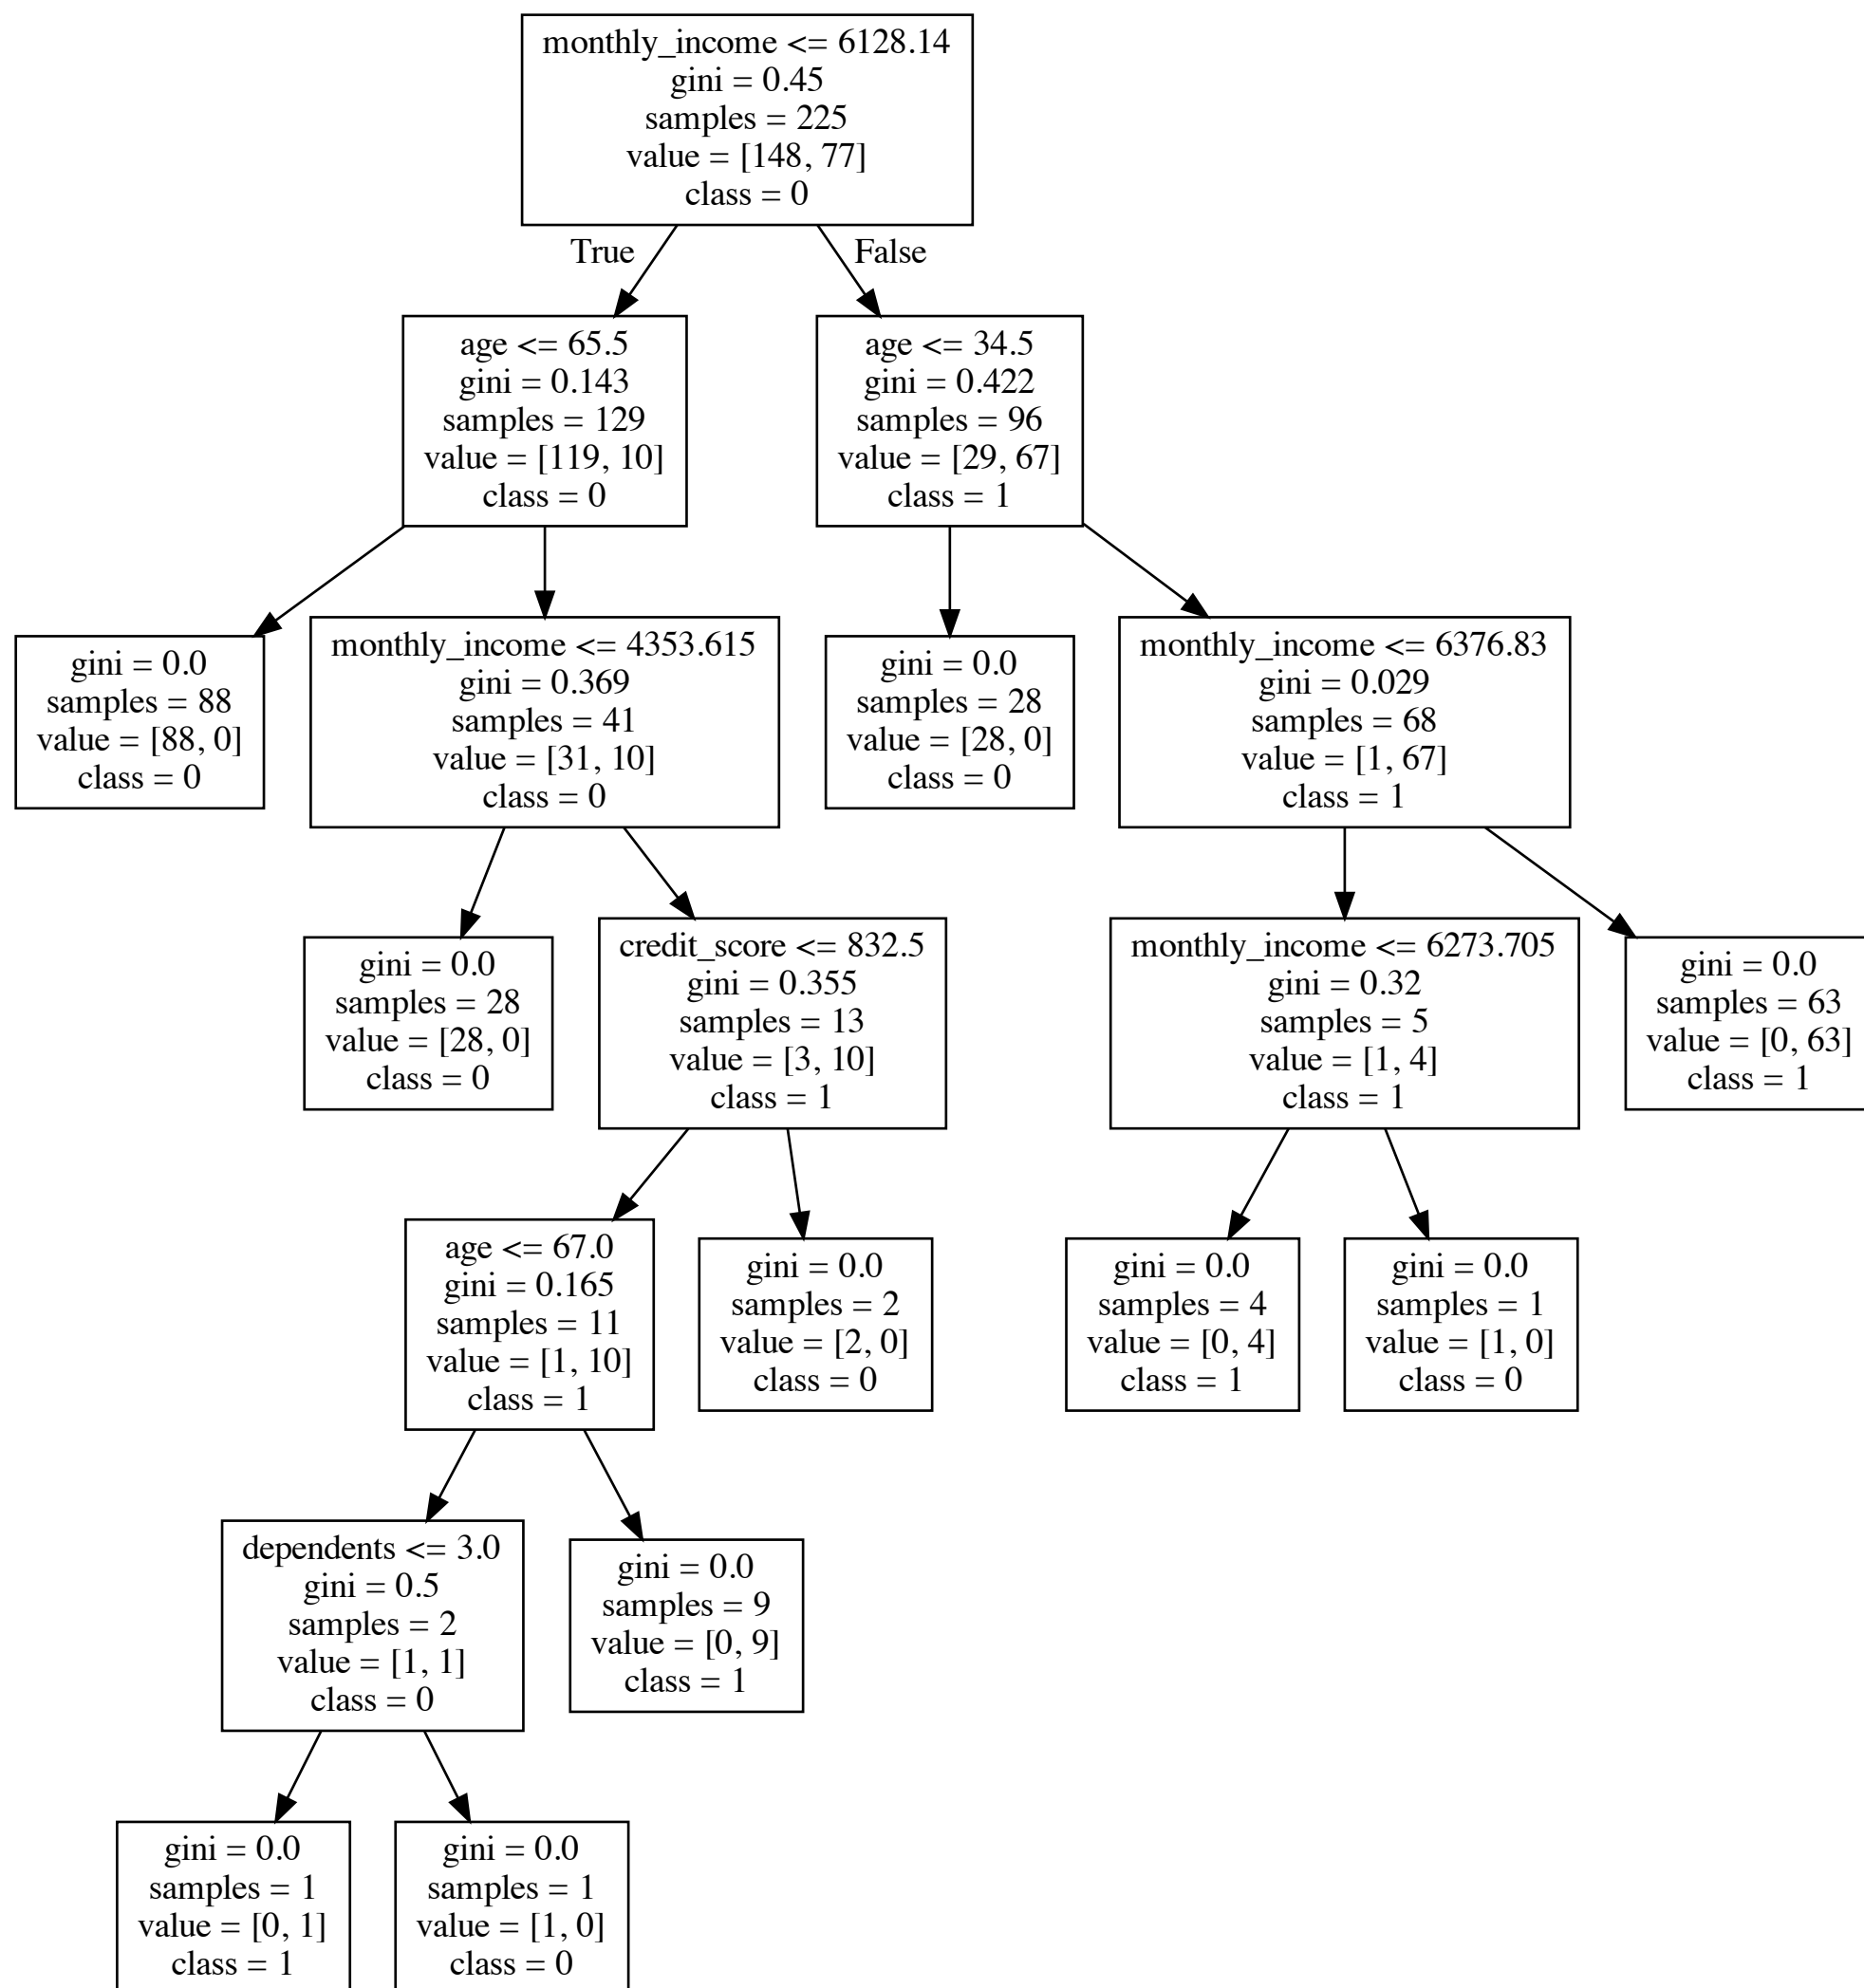 monthly_income <= 6128.14
gini = 0.45
samples = 225
value = [148, 77]
class = 0
True
False
age <= 65.5
gini = 0.143
samples = 129
value = [119, 10]
class = 0
age <= 34.5
gini = 0.422
samples = 96
value = [29, 67]
class = 1
gini = 0.0
samples = 88
value = [88, 0]
class = 0
monthly_income <= 4353.615
gini = 0.369
samples = 41
value = [31, 10]
class = 0
gini = 0.0
samples = 28
value = [28, 0]
class = 0
monthly_income <= 6376.83
gini = 0.029
samples = 68
value = [1, 67]
class = 1
gini = 0.0
samples = 28
value = [28, 0]
class = 0
credit_score <= 832.5
gini = 0.355
samples = 13
value = [3, 10]
class = 1
monthly_income <= 6273.705
gini = 0.32
samples = 5
value = [1, 4]
class = 1
gini = 0.0
samples = 63
value = [0, 63]
class = 1
age <= 67.0
gini = 0.165
samples = 11
value = [1, 10]
class = 1
gini = 0.0
samples = 2
value = [2, 0]
class = 0
gini = 0.0
samples = 4
value = [0, 4]
class = 1
gini = 0.0
samples = 1
value = [1, 0]
class = 0
dependents <= 3.0
gini = 0.5
samples = 2
value = [1, 1]
class = 0
gini = 0.0
samples = 9
value = [0, 9]
class = 1
gini = 0.0
samples = 1
value = [0, 1]
class = 1
gini = 0.0
samples = 1
value = [1, 0]
class = 0